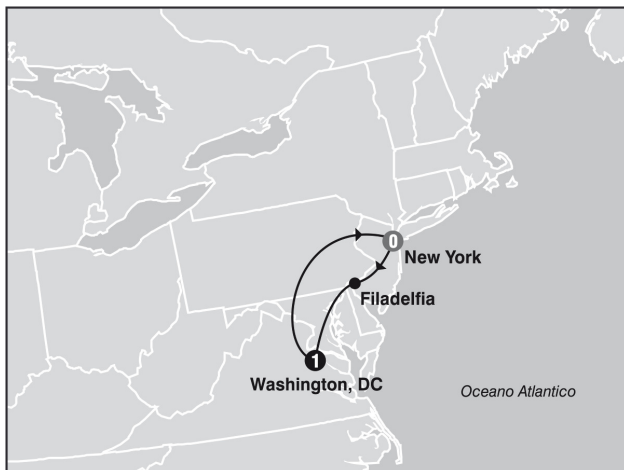 0
New York
Filadelfia
1
Washington, DC
Oceano Atlantico